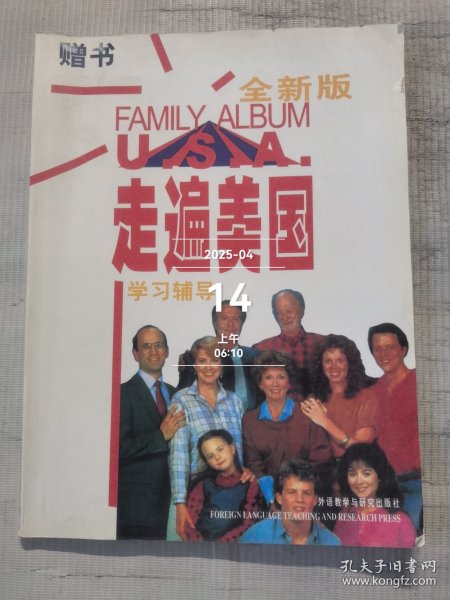 赠书
全新版
FAMILY ALBUM
U.S.A.
走遍美国
学习辅导
2025-04
14
上午
06:10
外语教学与研究出版社
FOREIGN LANGUAGE TEACHING AND RESEARCH PRESS
孔夫子旧书网
www.kongfz.com